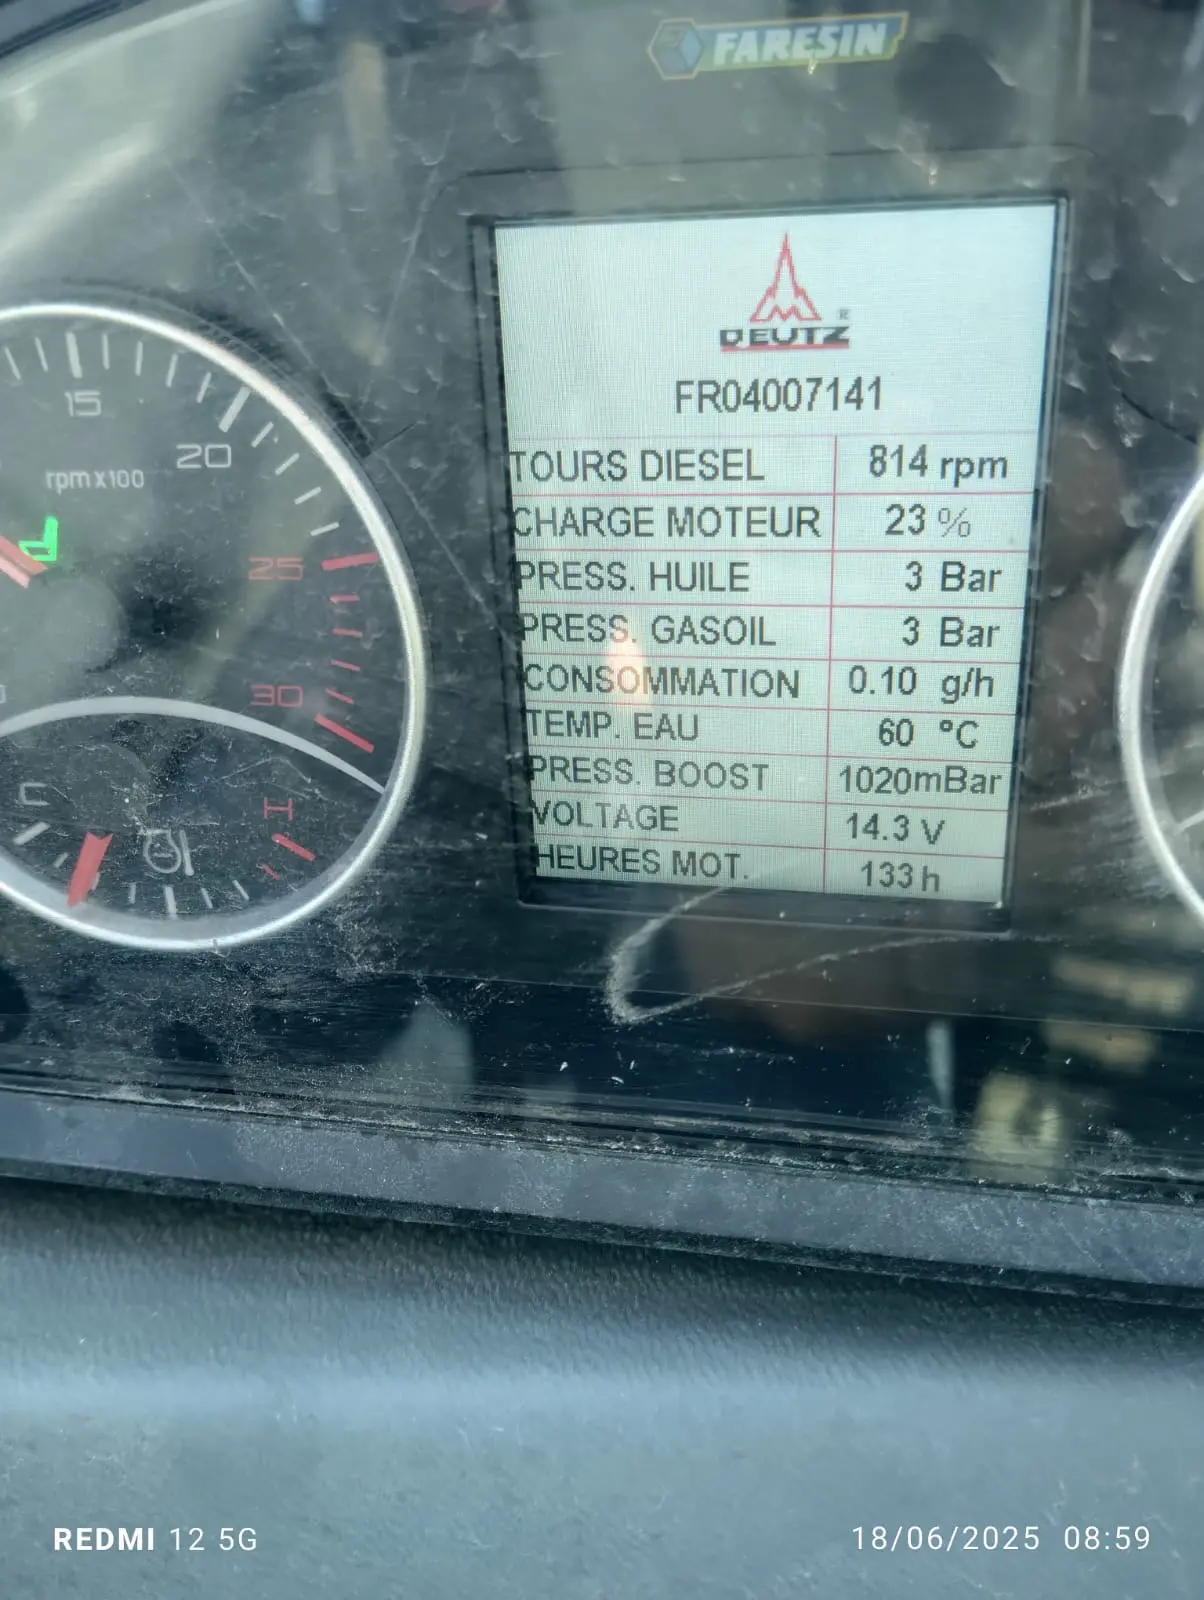 FARESIN
DEUTZ ®
FR04007141
15
20
rpm x100
25
30
C
H
TOURS DIESEL 814 rpm
CHARGE MOTEUR 23 %
PRESS. HUILE 3 Bar
PRESS. GASOIL 3 Bar
CONSOMMATION 0.10 g/h
TEMP. EAU 60 °C
PRESS. BOOST 1020mBar
VOLTAGE 14.3 V
HEURES MOT. 133 h
REDMI 12 5G
18/06/2025 08:59